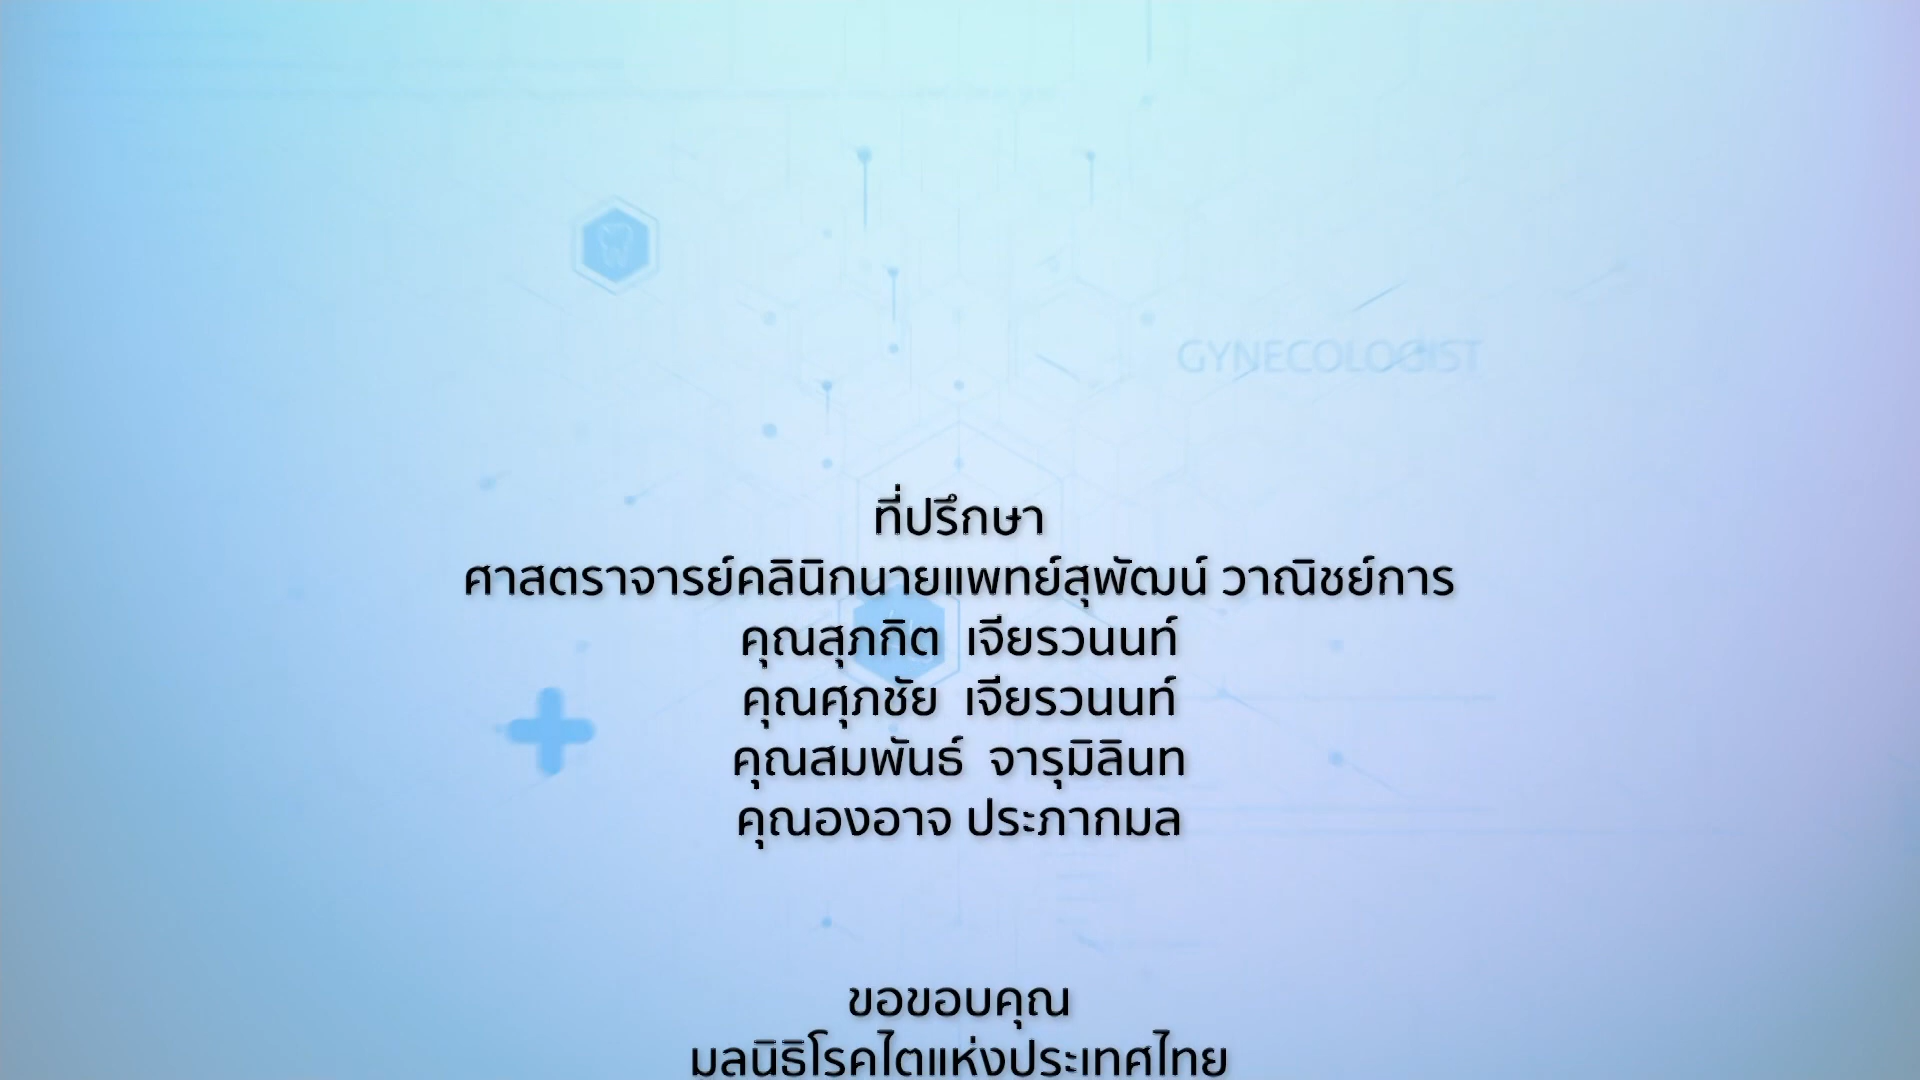 GYNECOLOGIST
ที่ปรึกษา
ศาสตราจารย์คลินิกนายแพทย์สุพัฒน์ วาณิชย์การ
คุณสุภกิต เจียรวนนท์
คุณศุภชัย เจียรวนนท์
คุณสมพันธ์ จารุมิลินท
คุณองอาจ ประภากมล
ขอขอบคุณ
มูลนิธิโรคไตแห่งประเทศไทย